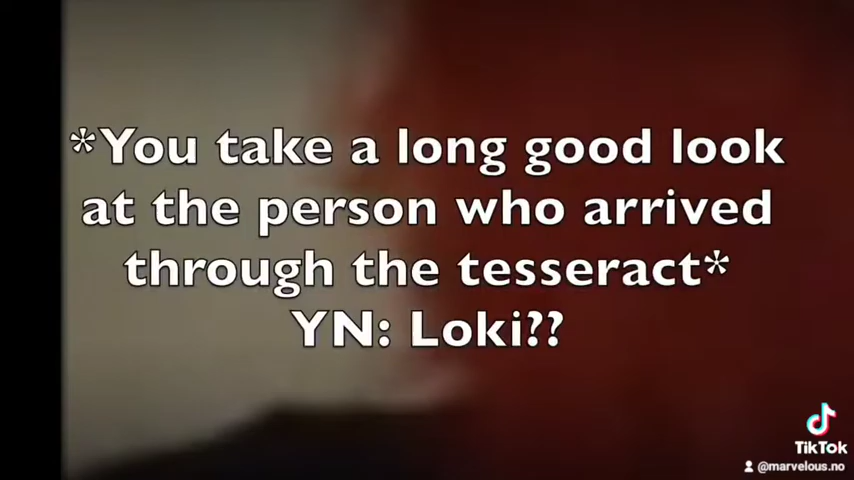 *You take a long good look
at the person who arrived
through the tesseract*
YN: Loki??
TikTok
@marvelous.no